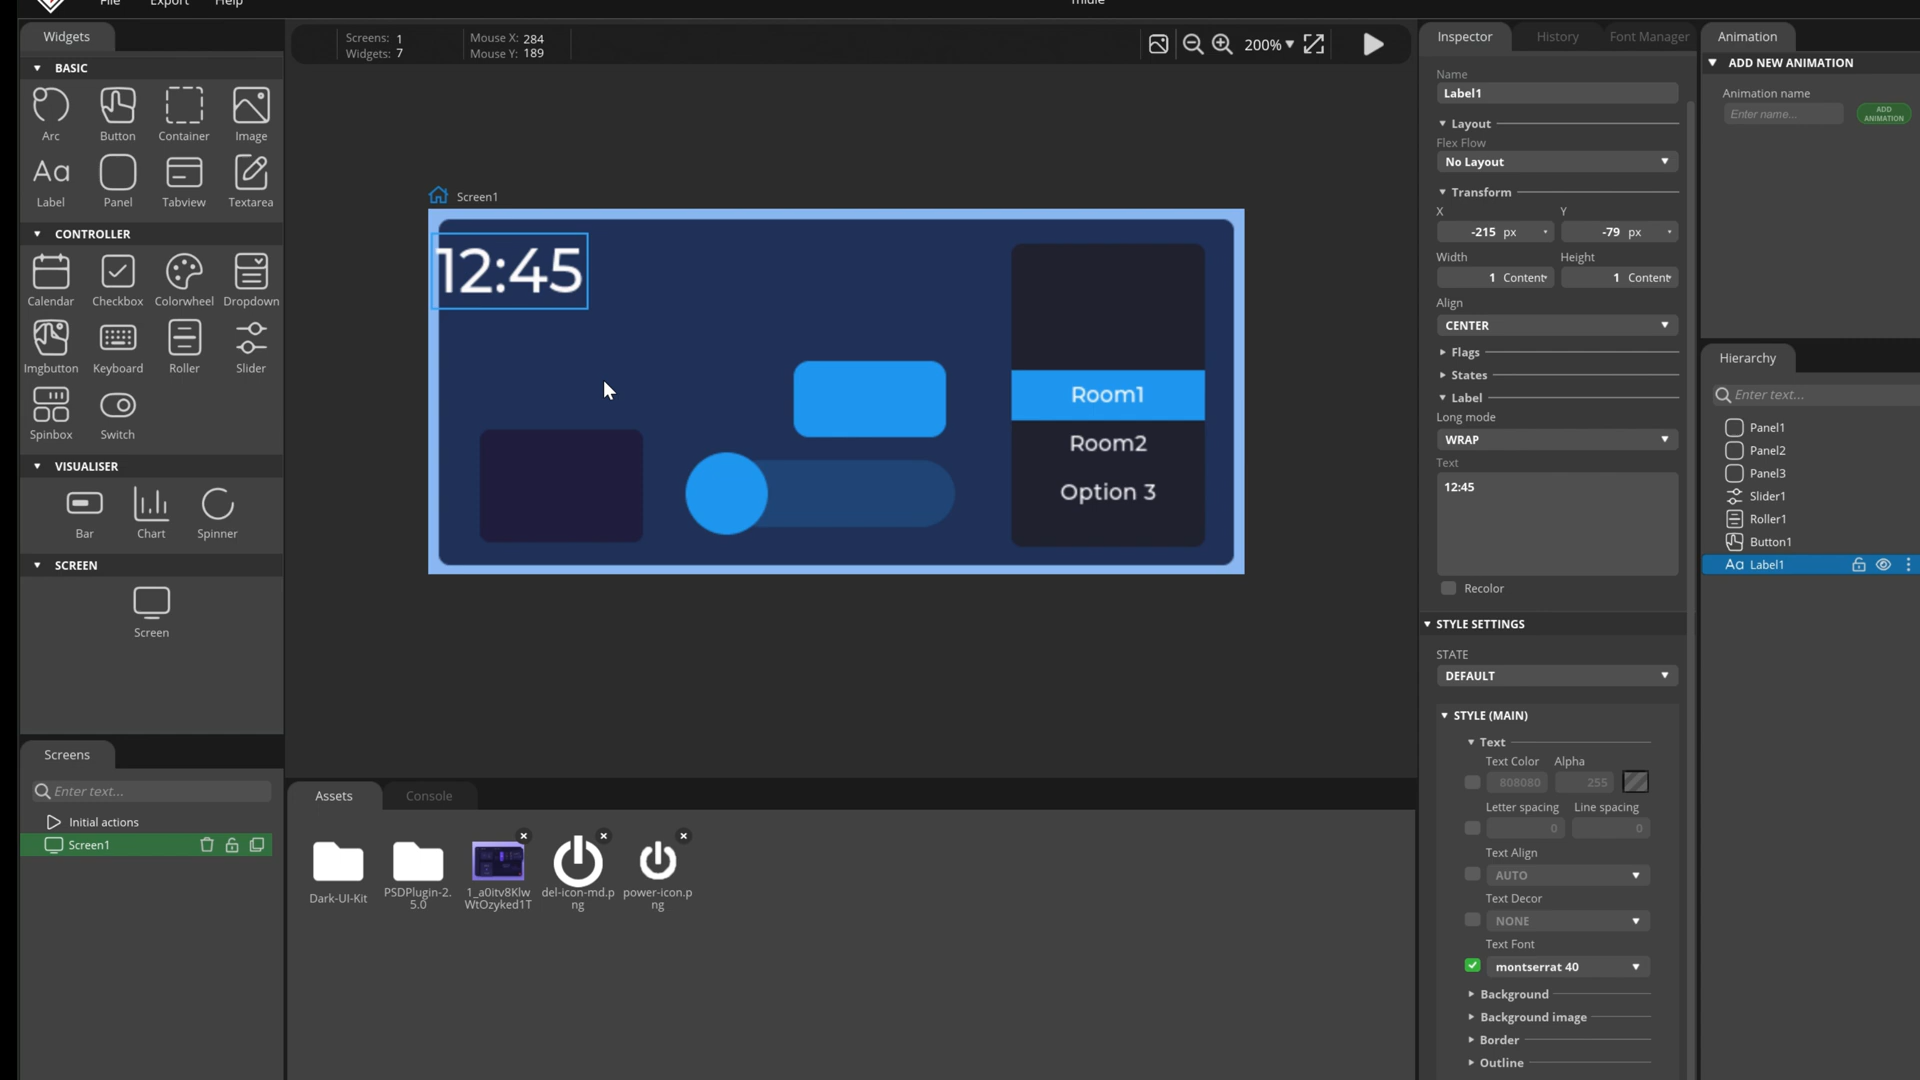 File Export Help
Widgets
BASIC
Arc Button Container Image
Label Panel Tabview Textarea
CONTROLLER
Calendar Checkbox Colorwheel Dropdown
Imgbutton Keyboard Roller Slider
Spinbox Switch
VISUALISER
Bar Chart Spinner
SCREEN
Screen
Screens
Enter text...
Initial actions
Screen1
Screens: 1
Widgets: 7
Mouse X: 284
Mouse Y: 189
200%
Screen1
12:45
Room1
Room2
Option 3
Assets Console
Dark-UI-Kit
PSDPlugin-2.
5.0
1_a0itv8Klw
WtOzyked1T
del-icon-md.p
ng
power-icon.p
ng
Inspector History Font Manager
Name
Label1
Layout
Flex Flow
No Layout
Transform
X Y
-215 px -79 px
Width Height
1 Content 1 Content
Align
CENTER
Flags
States
Label
Long mode
WRAP
Text
12:45
Recolor
STYLE SETTINGS
STATE
DEFAULT
STYLE (MAIN)
Text
Text Color Alpha
808080 255
Letter spacing Line spacing
0 0
Text Align
AUTO
Text Decor
NONE
Text Font
montserrat 40
Background
Background image
Border
Outline
Animation
ADD NEW ANIMATION
Animation name
Enter name...
ADD
ANIMATION
Hierarchy
Enter text...
Panel1
Panel2
Panel3
Slider1
Roller1
Button1
Aa Label1